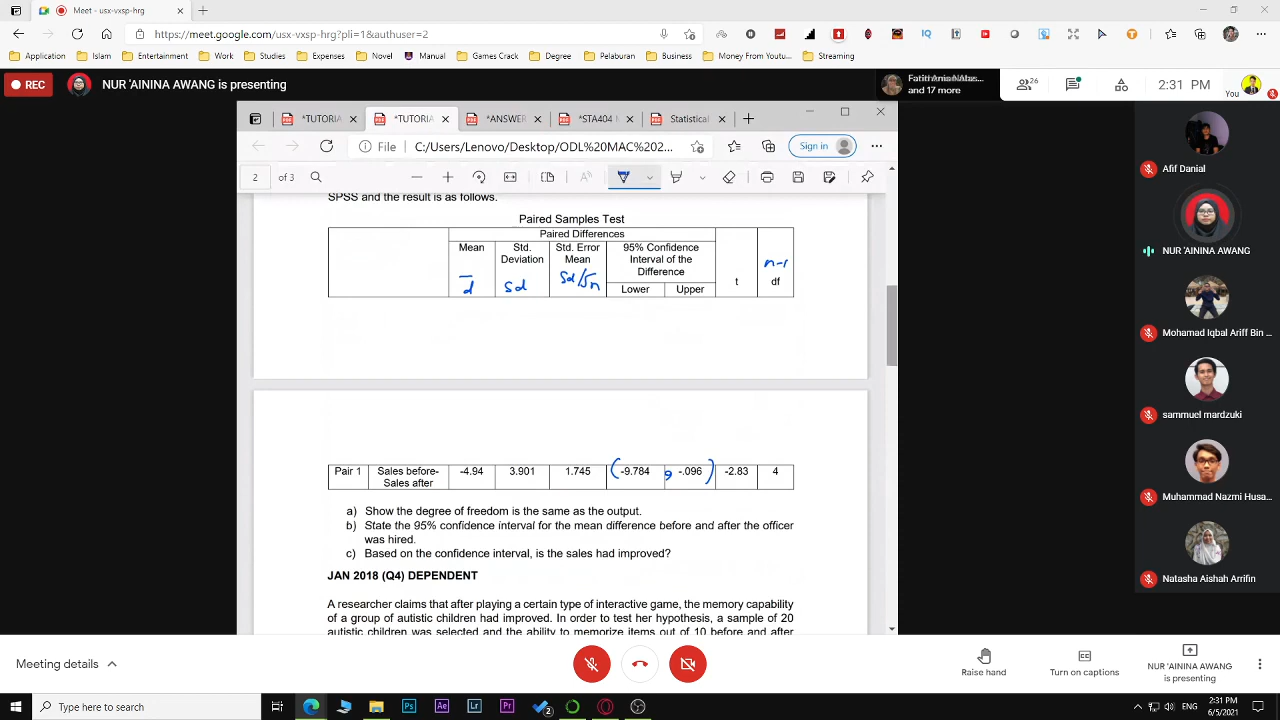 Meet - usx-vxsp-hrg
https://meet.google.com/usx-vxsp-hrg?pli=1&authuser=2
Application Entertainment Work Studies Novel Manual Games Crack Design Pelaburan Business Money From Youtu... Streaming
REC NUR 'AININA AWANG is presenting
and 17 more
26
2:31 PM
You
*TUTORIA *TUTORIA *ANSWER *STA404 Statistical
File C:/Users/Lenovo/Desktop/ODL%20MAC%202... Sign in
2 of 3
SPSS and the result is as follows.
Paired Samples Test
Paired Differences
Mean Std. Deviation Std. Error Mean 95% Confidence Interval of the Difference
d̄ sd sd/√n n-1
Lower Upper t df
Pair 1 Sales before- Sales after -4.94 3.901 1.745 (-9.784 , -.096) -2.83 4
a) Show the degree of freedom is the same as the output.
b) State the 95% confidence interval for the mean difference before and after the officer
was hired.
c) Based on the confidence interval, is the sales had improved?
JAN 2018 (Q4) DEPENDENT
A researcher claims that after playing a certain type of interactive game, the memory capability
of a group of autistic children had improved. In order to test her hypothesis, a sample of 20
autistic children was selected and the ability to memorize items out of 10 before and after
Afif Danial
NUR 'AININA AWANG
Mohamad Iqbal Ariff Bin ...
sammuel mardzuki
Muhammad Nazmi Husa...
Natasha Aishah Arrifin
Meeting details
Raise hand
Turn on captions
NUR 'AININA AWANG
is presenting
Type here to search
2:31 PM
6/5/2021